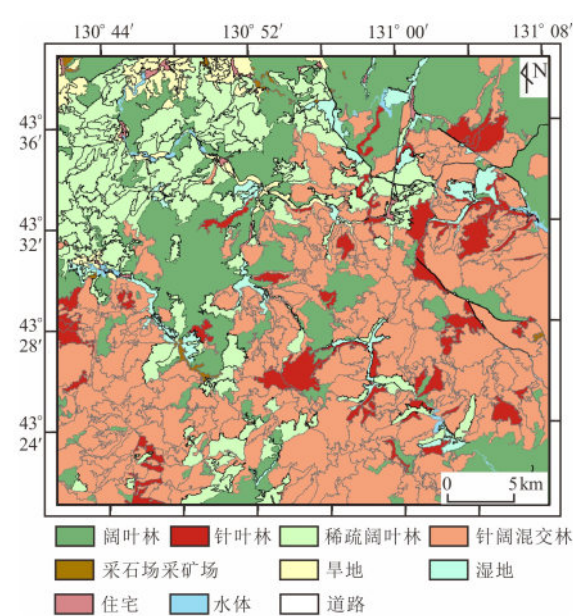 130° 44′ 130° 52′ 131° 00′ 131° 08′
N
43°
36′
43°
32′
43°
28′
43°
24′
0 5km
阔叶林 针叶林 稀疏阔叶林 针阔混交林
采石场采矿场 旱地 湿地
住宅 水体 道路